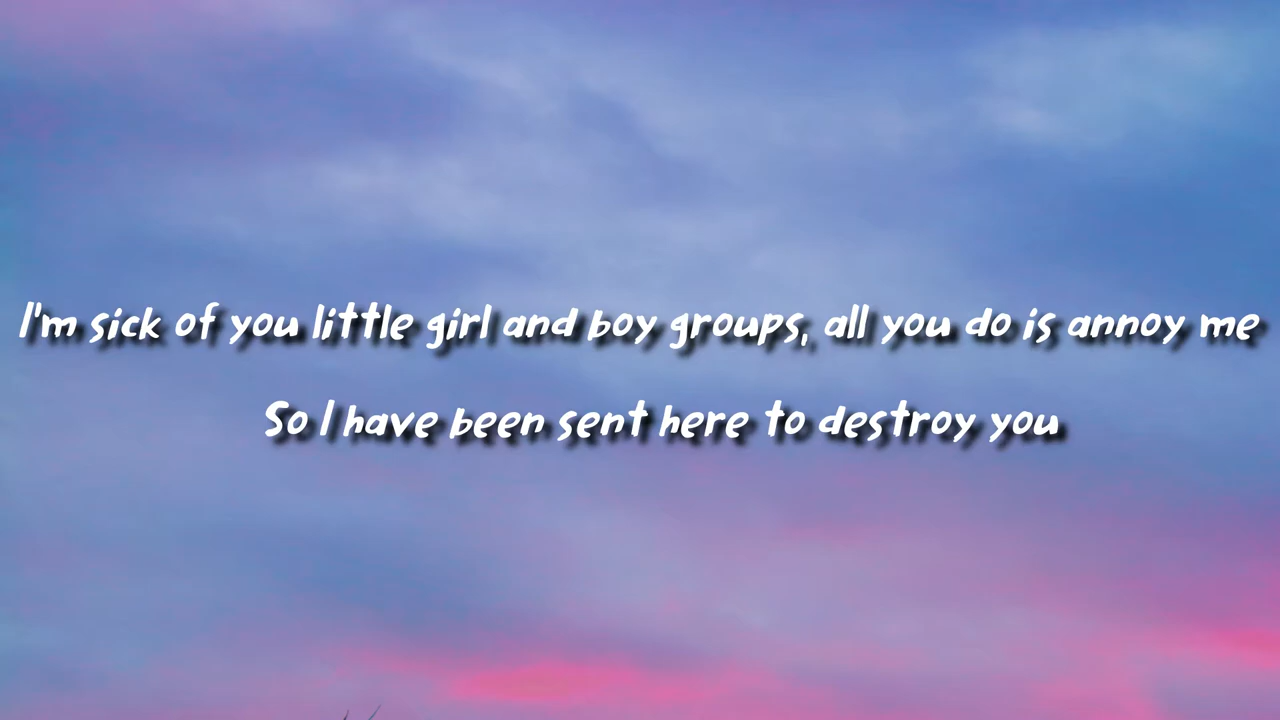 I'm sick of you little girl and boy groups, all you do is annoy me
So I have been sent here to destroy you